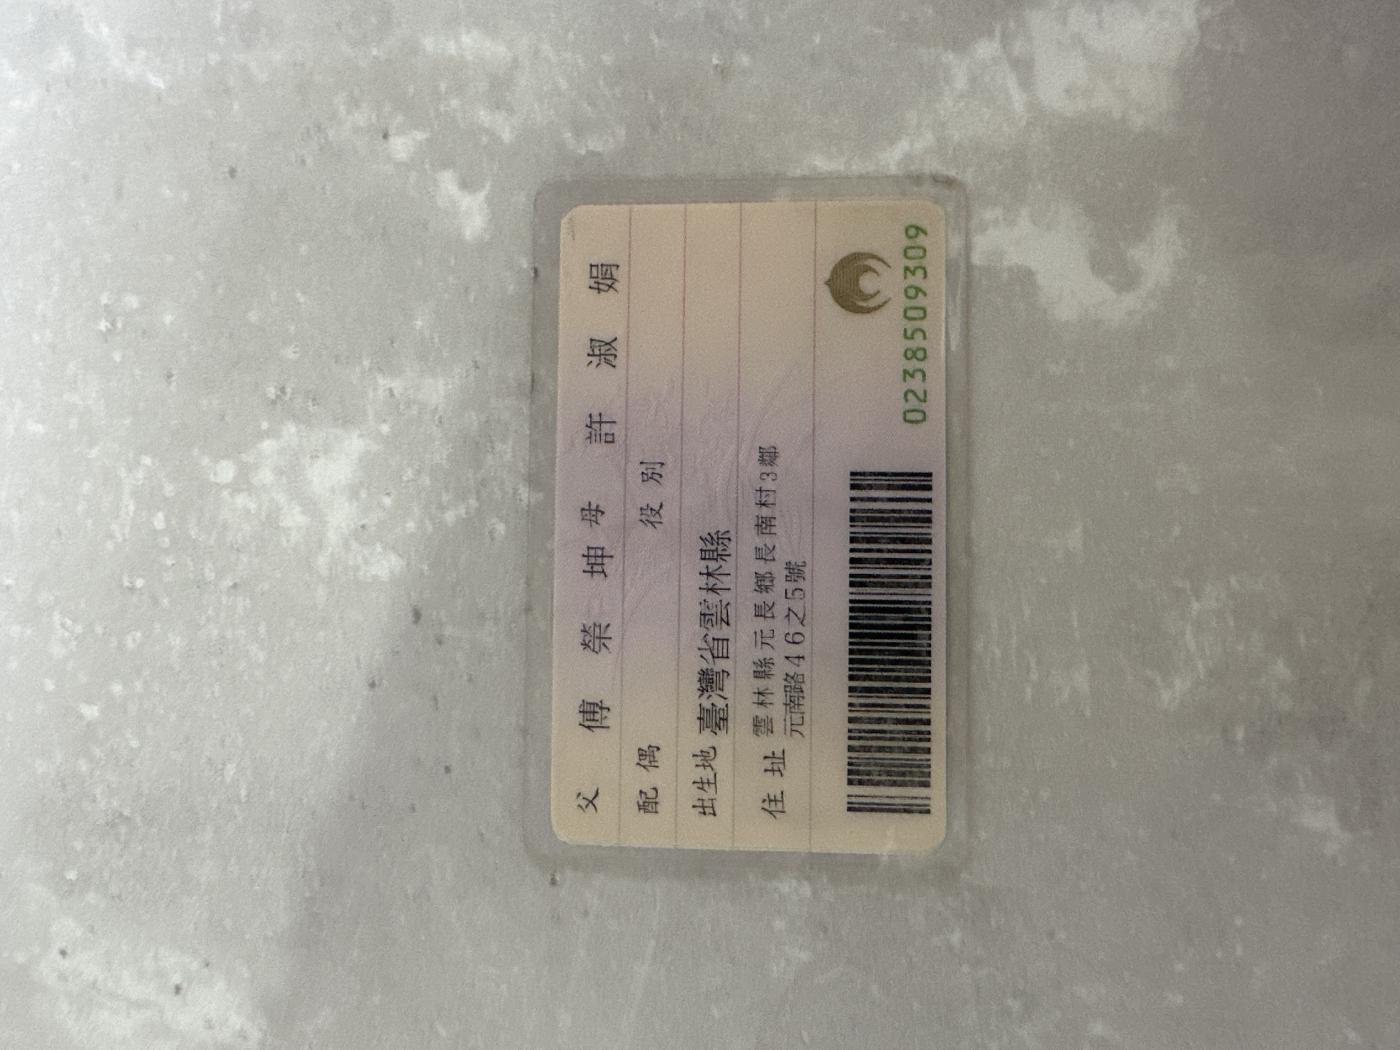 父 傅 榮 坤 母 許 淑 娟
配 偶 役 別
出生地 臺灣省雲林縣
住 址 雲林縣元長鄉長南村3鄰
元南路46之5號
0238509309